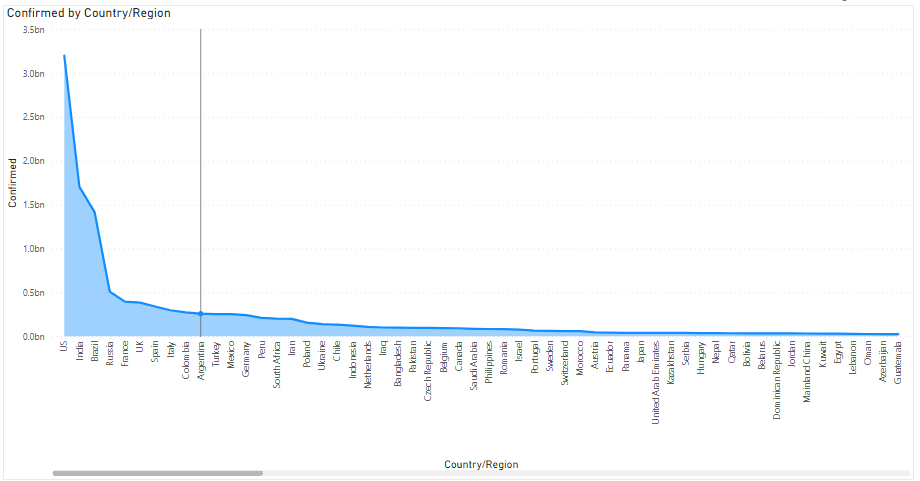 Confirmed by Country/Region
3.5bn
3.0bn
2.5bn
2.0bn
1.5bn
1.0bn
0.5bn
0.0bn
Confirmed
US
India
Brazil
Russia
France
UK
Spain
Italy
Colombia
Argentina
Turkey
Mexico
Germany
Peru
South Africa
Iran
Poland
Ukraine
Chile
Indonesia
Netherlands
Iraq
Bangladesh
Pakistan
Czech Republic
Belgium
Canada
Saudi Arabia
Philippines
Romania
Israel
Portugal
Sweden
Switzerland
Morocco
Austria
Ecuador
Panama
Japan
United Arab Emirates
Kazakhstan
Serbia
Hungary
Nepal
Qatar
Bolivia
Belarus
Dominican Republic
Jordan
Mainland China
Kuwait
Egypt
Lebanon
Oman
Azerbaijan
Guatemala
Country/Region